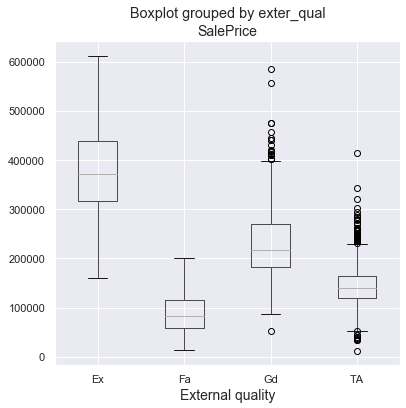 Boxplot grouped by exter_qual
SalePrice
600000
500000
400000
300000
200000
100000
0
Ex Fa Gd TA
External quality